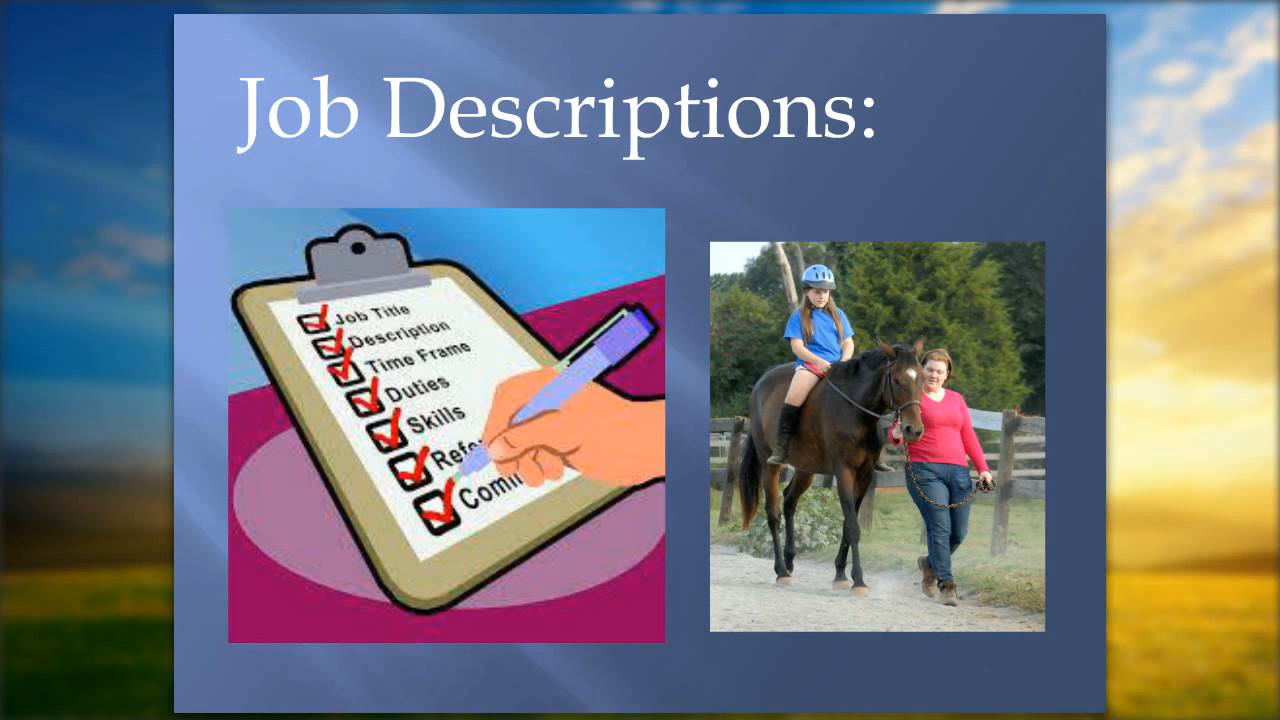 Job Descriptions:
Job Title
Description
Time Frame
Duties
Skills